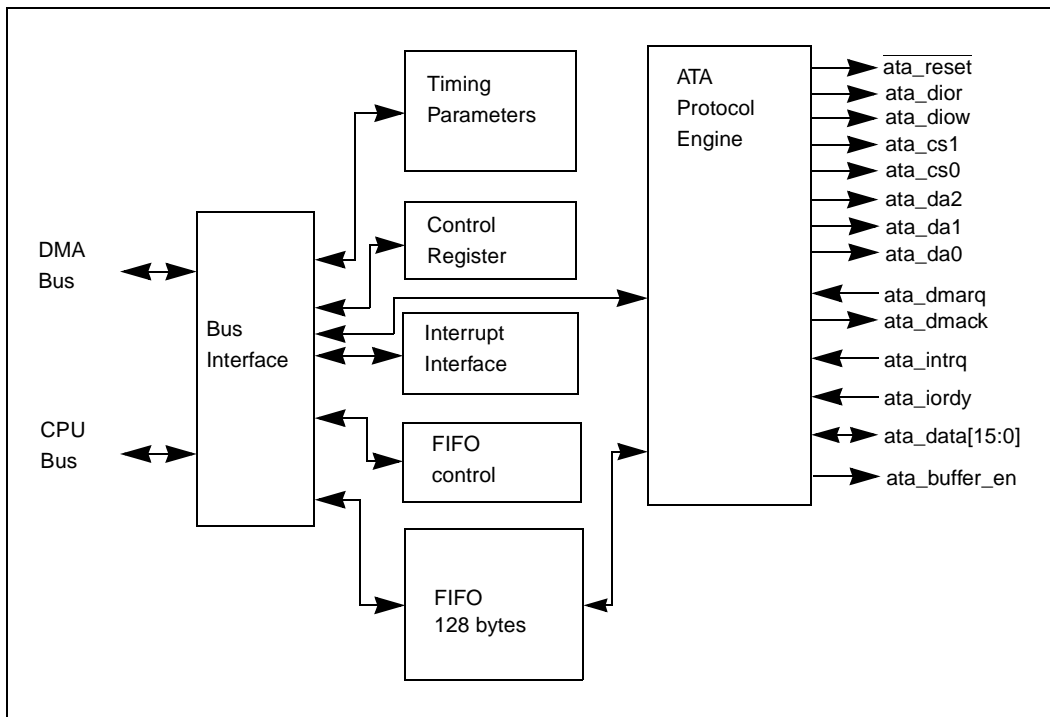 DMA
Bus
CPU
Bus
Bus
Interface
Timing
Parameters
Control
Register
Interrupt
Interface
FIFO
control
FIFO
128 bytes
ATA
Protocol
Engine
ata_reset
ata_dior
ata_diow
ata_cs1
ata_cs0
ata_da2
ata_da1
ata_da0
ata_dmarq
ata_dmack
ata_intrq
ata_iordy
ata_data[15:0]
ata_buffer_en